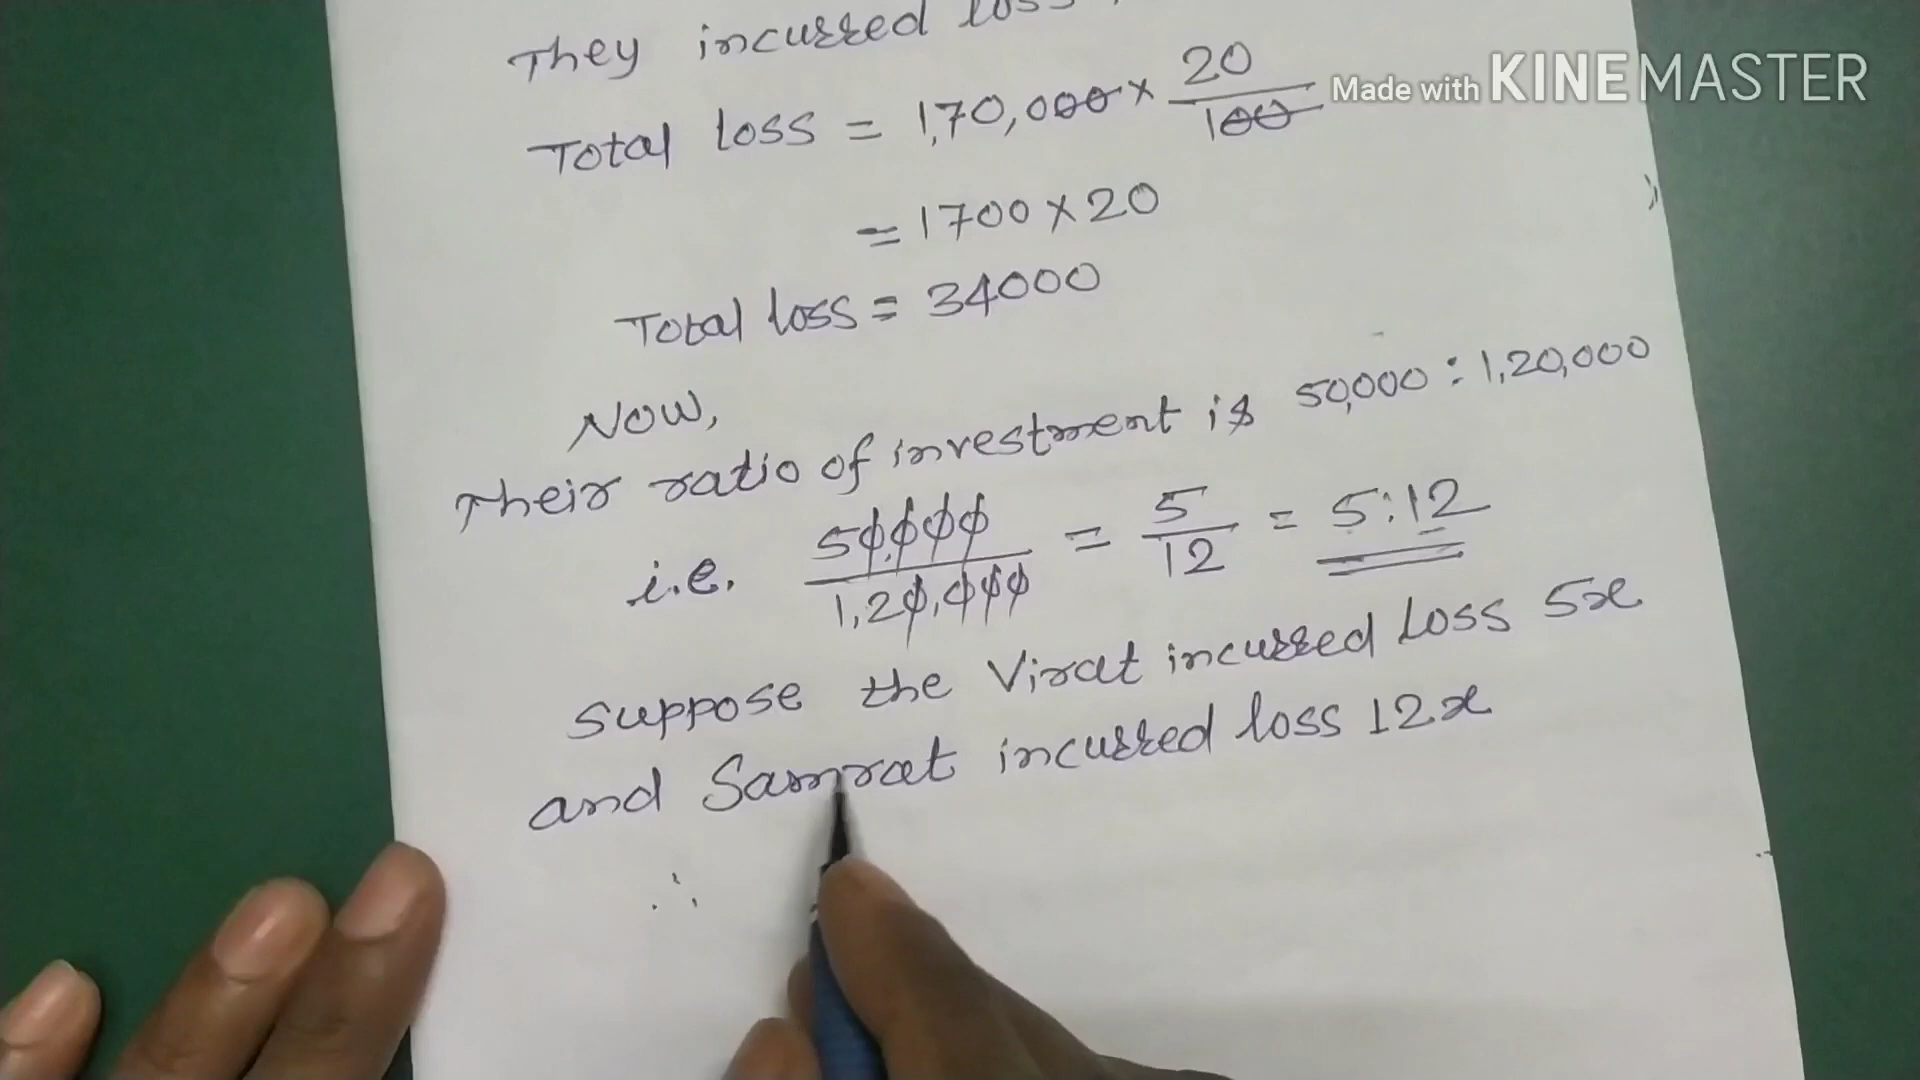 They incurred loss
Made with KINEMASTER
Total loss = 1,70,000 × 20/100
= 1700 × 20
Total loss = 34000
Now,
Their ratio of investment is 50,000 : 1,20,000
i.e. 50,000/1,20,000 = 5/12 = 5:12
suppose the Virat incurred Loss 5x
and Samrat incurred loss 12x
∴